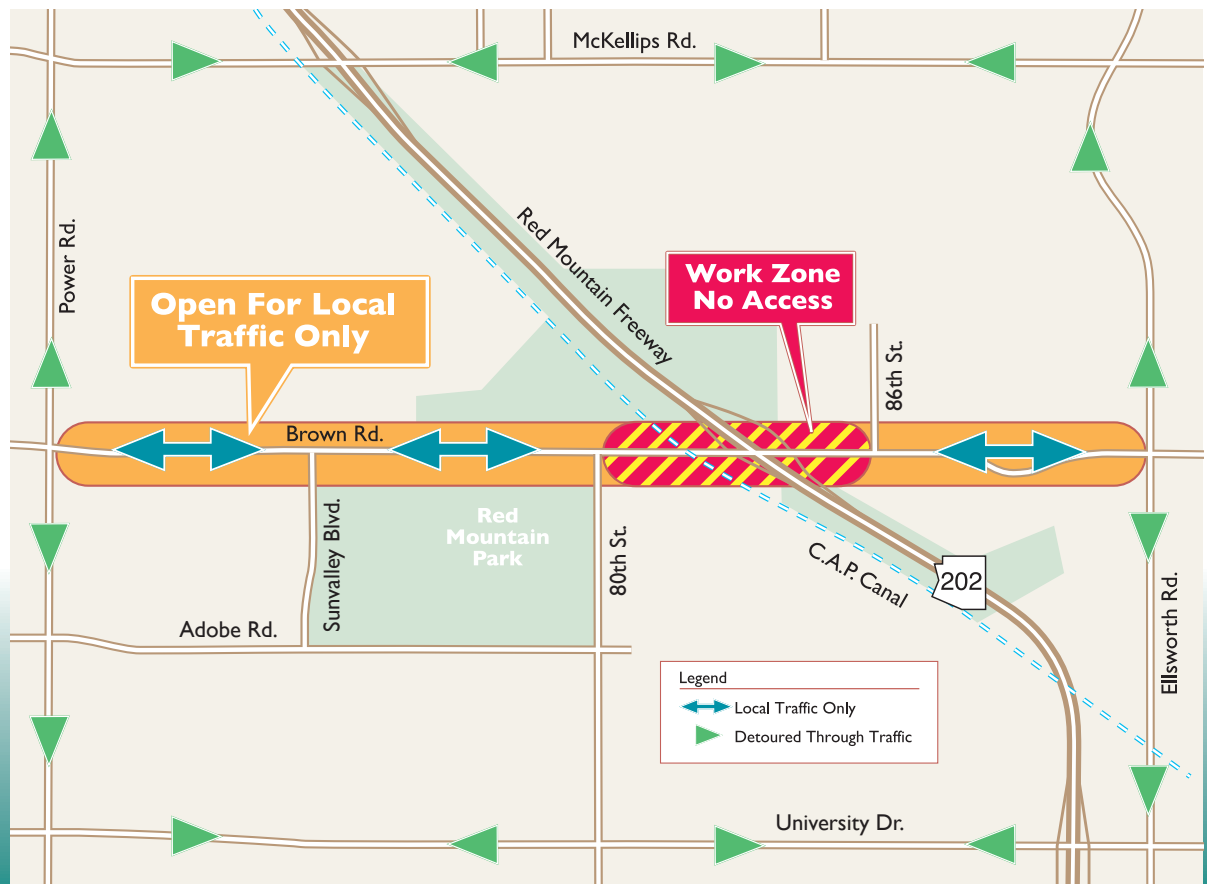 McKellips Rd.
Power Rd.
Red Mountain Freeway
Work Zone
No Access
Open For Local
Traffic Only
86th St.
Brown Rd.
Sunvalley Blvd.
Red
Mountain
Park
80th St.
C.A.P. Canal
202
Ellsworth Rd.
Adobe Rd.
Legend
Local Traffic Only
Detoured Through Traffic
University Dr.